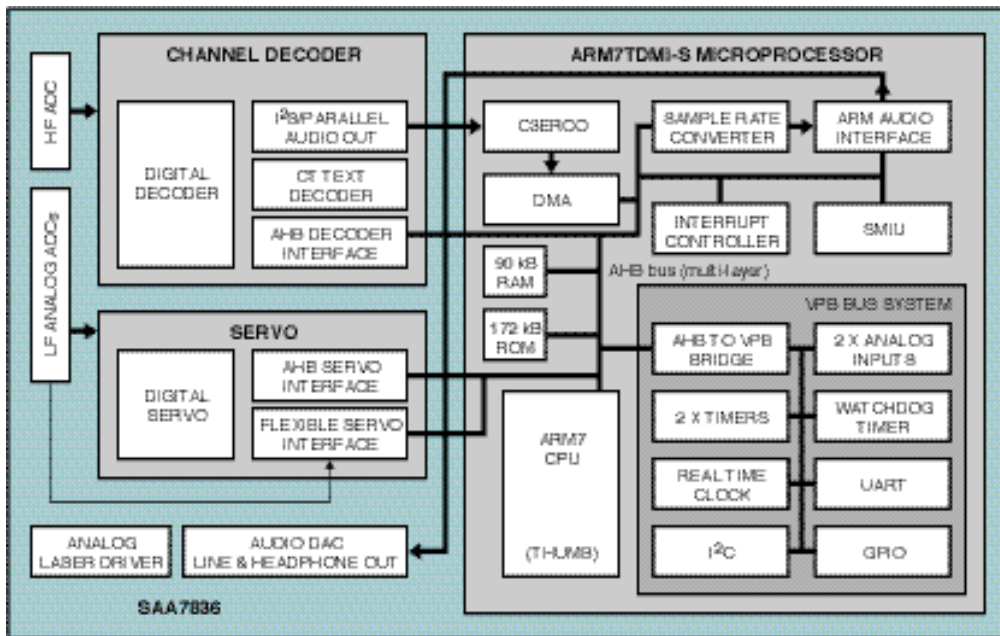 CHANNEL DECODER
HF ADC
DIGITAL
DECODER
I²S/PARALLEL
AUDIO OUT
CT TEXT
DECODER
AHB DECODER
INTERFACE
LF ANALOG ADCs
SERVO
DIGITAL
SERVO
AHB SERVO
INTERFACE
FLEXIBLE SERVO
INTERFACE
ANALOG
LASER DRIVER
AUDIO DAC
LINE & HEADPHONE OUT
SAA7836
ARM7TDMI-S MICROPROCESSOR
SAMPLE RATE
CONVERTER
ARM AUDIO
INTERFACE
DMA
INTERRUPT
CONTROLLER
SMIU
90 kB
RAM
AHB bus (multi-layer)
172 kB
ROM
ARM7
CPU
(THUMB)
VPB BUS SYSTEM
AHB TO VPB
BRIDGE
2 X ANALOG
INPUTS
2 X TIMERS
WATCHDOG
TIMER
REAL TIME
CLOCK
UART
I²C
GPIO